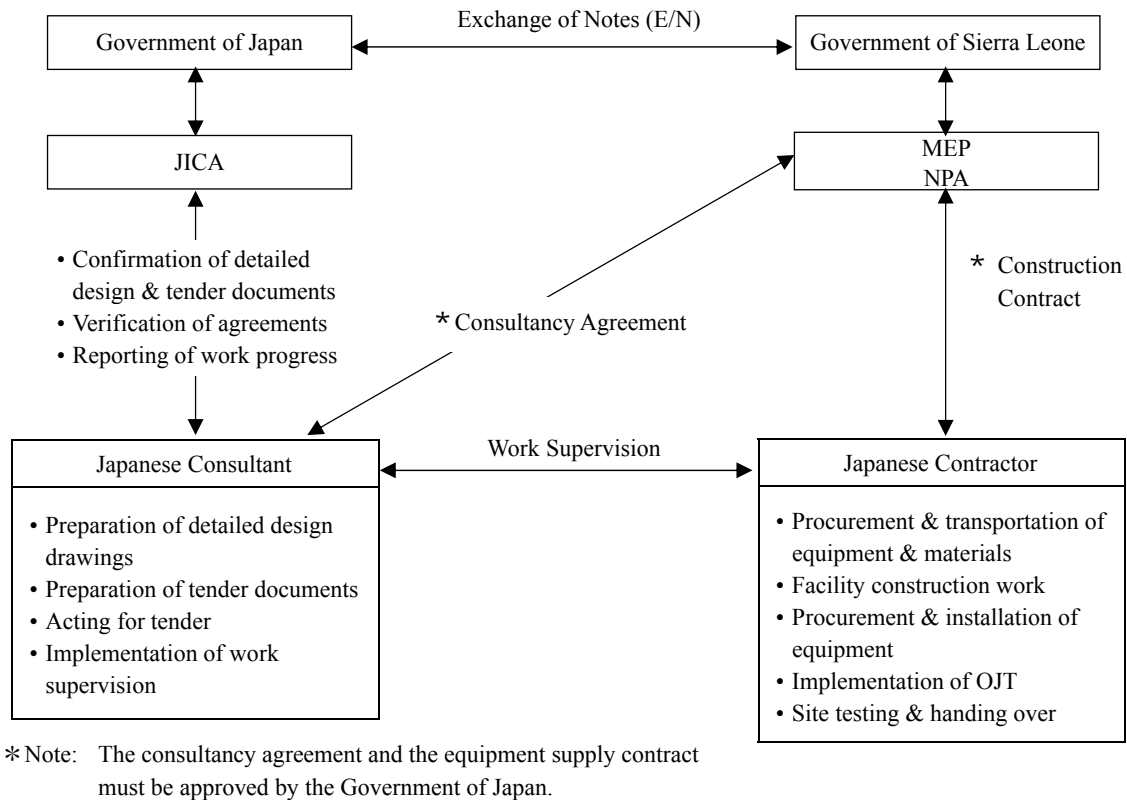 Exchange of Notes (E/N)
Government of Japan
Government of Sierra Leone
JICA
MEP
NPA
• Confirmation of detailed
design & tender documents
• Verification of agreements
• Reporting of work progress
* Consultancy Agreement
* Construction
Contract
Work Supervision
Japanese Consultant
• Preparation of detailed design
drawings
• Preparation of tender documents
• Acting for tender
• Implementation of work
supervision
Japanese Contractor
• Procurement & transportation of
equipment & materials
• Facility construction work
• Procurement & installation of
equipment
• Implementation of OJT
• Site testing & handing over
* Note: The consultancy agreement and the equipment supply contract
must be approved by the Government of Japan.